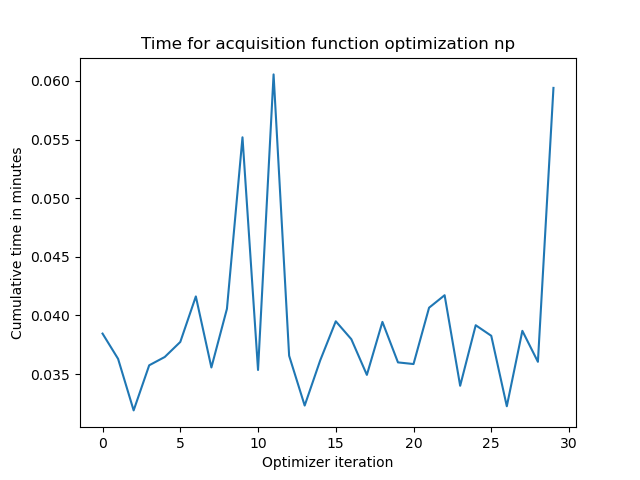 Time for acquisition function optimization np
0.060
0.055
0.050
0.045
0.040
0.035
Cumulative time in minutes
0 5 10 15 20 25 30
Optimizer iteration